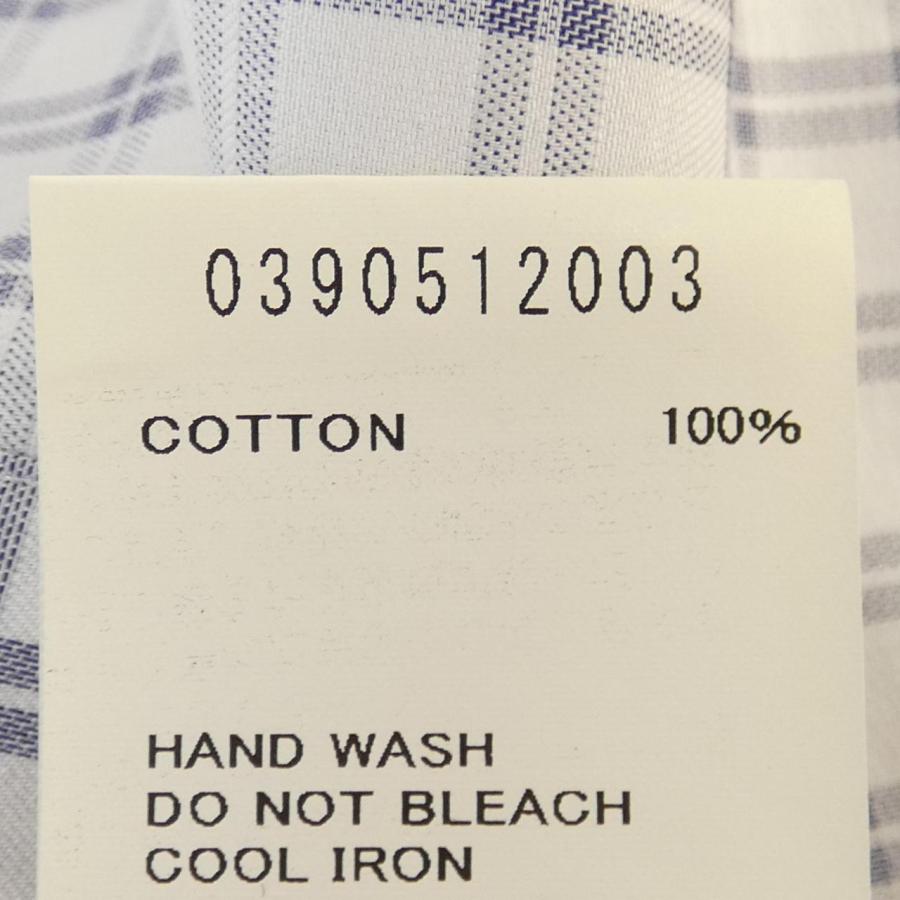 0390512003
COTTON 100%
HAND WASH
DO NOT BLEACH
COOL IRON